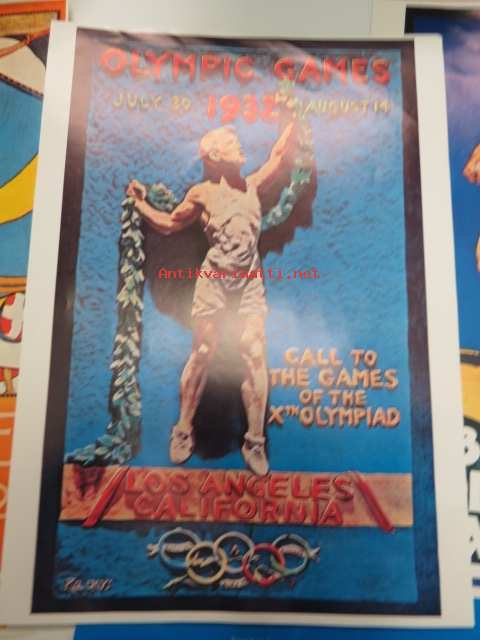 OLYMPIC GAMES
JULY 30 1932 AUGUST 14
Antikvariaatti.net
CALL TO
THE GAMES
OF THE
XTH OLYMPIAD
LOS ANGELES
CALIFORNIA